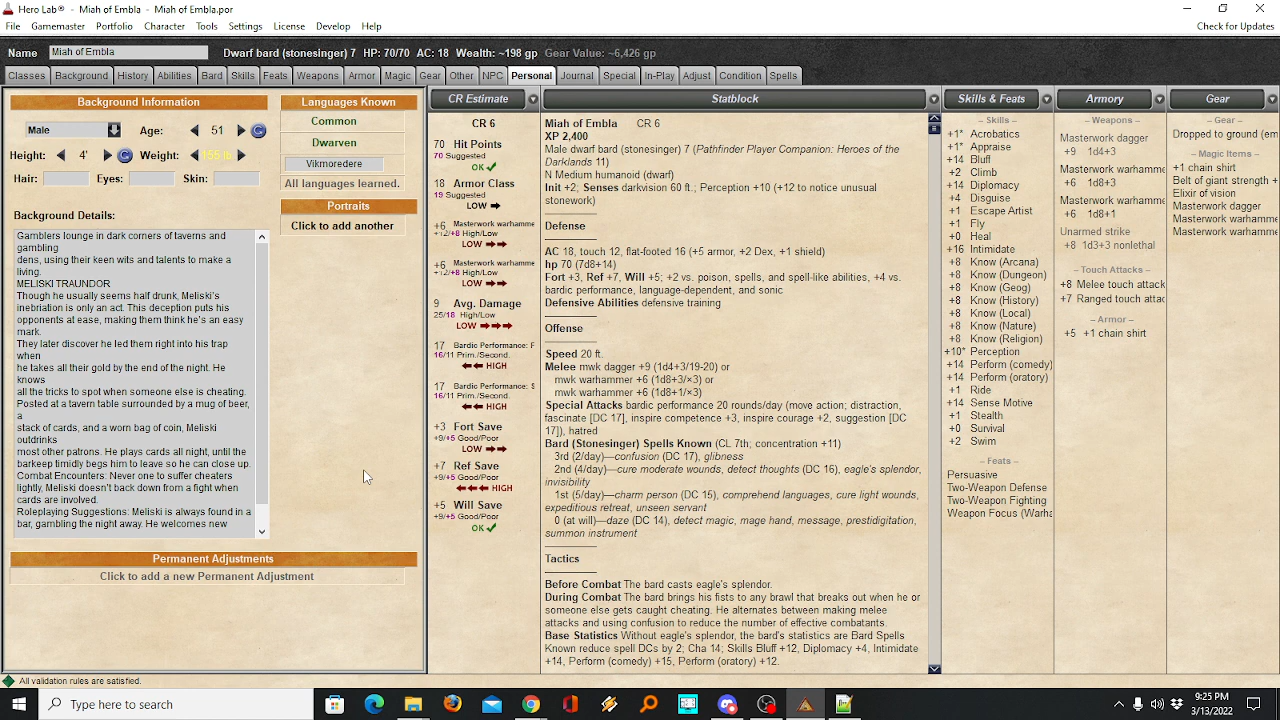 Hero Lab® - Miah of Embla - Miah of Embla.por
File Gamemaster Portfolio Character Tools Settings License Develop Help
Check for Updates
Name Miah of Embla Dwarf bard (stonesinger) 7 HP: 70/70 AC: 18 Wealth: ~198 gp Gear Value: ~6,426 gp
Classes Background History Abilities Bard Skills Feats Weapons Armor Magic Gear Other NPC Personal Journal Special In-Play Adjust Condition Spells
Background Information
Male Age: 51
Height: 4' Weight: 155 lb
Hair: Eyes: Skin:
Background Details:
Gamblers lounge in dark corners of taverns and
gambling
dens, using their keen wits and talents to make a
living.
MELISKI TRAUNDOR
Though he usually seems half drunk, Meliski's
inebriation is only an act. This deception puts his
opponents at ease, making them think he's an easy
mark.
They later discover he led them right into his trap
when
he takes all their gold by the end of the night. He
knows
all the tricks to spot when someone else is cheating.
Posted at a tavern table surrounded by a mug of beer,
a
stack of cards, and a worn bag of coin, Meliski
outdrinks
most other patrons. He plays cards all night, until the
barkeep timidly begs him to leave so he can close up.
Combat Encounters: Never one to suffer cheaters
lightly, Meliski doesn't back down from a fight when
cards are involved.
Roleplaying Suggestions: Meliski is always found in a
bar, gambling the night away. He welcomes new
Languages Known
Common
Dwarven
Vikmoredere
All languages learned.
Portraits
Click to add another
Permanent Adjustments
Click to add a new Permanent Adjustment
CR Estimate
CR 6
70 Hit Points
70 Suggested
OK
18 Armor Class
19 Suggested
LOW
+6 Masterwork warhamme
+12/+8 High/Low
LOW
+6 Masterwork warhamme
+12/+8 High/Low
LOW
9 Avg. Damage
25/18 High/Low
LOW
17 Bardic Performance: F
16/11 Prim./Second.
HIGH
17 Bardic Performance: S
16/11 Prim./Second.
HIGH
+3 Fort Save
+9/+5 Good/Poor
LOW
+7 Ref Save
+9/+5 Good/Poor
HIGH
+5 Will Save
+9/+5 Good/Poor
OK
Statblock
Miah of Embla CR 6
XP 2,400
Male dwarf bard (stonesinger) 7 (Pathfinder Player Companion: Heroes of the
Darklands 11)
N Medium humanoid (dwarf)
Init +2; Senses darkvision 60 ft.; Perception +10 (+12 to notice unusual
stonework)
Defense
AC 18, touch 12, flat-footed 16 (+5 armor, +2 Dex, +1 shield)
hp 70 (7d8+14)
Fort +3, Ref +7, Will +5; +2 vs. poison, spells, and spell-like abilities, +4 vs.
bardic performance, language-dependent, and sonic
Defensive Abilities defensive training
Offense
Speed 20 ft.
Melee mwk dagger +9 (1d4+3/19-20) or
mwk warhammer +6 (1d8+3/×3) or
mwk warhammer +6 (1d8+1/×3)
Special Attacks bardic performance 20 rounds/day (move action; distraction,
fascinate [DC 17], inspire competence +3, inspire courage +2, suggestion [DC
17]), hatred
Bard (Stonesinger) Spells Known (CL 7th; concentration +11)
3rd (2/day)—confusion (DC 17), glibness
2nd (4/day)—cure moderate wounds, detect thoughts (DC 16), eagle's splendor,
invisibility
1st (5/day)—charm person (DC 15), comprehend languages, cure light wounds,
expeditious retreat, unseen servant
0 (at will)—daze (DC 14), detect magic, mage hand, message, prestidigitation,
summon instrument
Tactics
Before Combat The bard casts eagle's splendor.
During Combat The bard brings his fists to any brawl that breaks out when he or
someone else gets caught cheating. He alternates between making melee
attacks and using confusion to reduce the number of effective combatants.
Base Statistics Without eagle's splendor, the bard's statistics are Bard Spells
Known reduce spell DCs by 2; Cha 14; Skills Bluff +12, Diplomacy +4, Intimidate
+14, Perform (comedy) +15, Perform (oratory) +12.
Skills & Feats
– Skills –
+1* Acrobatics
+1* Appraise
+14 Bluff
+2 Climb
+14 Diplomacy
+4 Disguise
+1 Escape Artist
+1 Fly
+0 Heal
+16 Intimidate
+8 Know (Arcana)
+8 Know (Dungeon)
+8 Know (Geog)
+8 Know (History)
+8 Know (Local)
+8 Know (Nature)
+8 Know (Religion)
+10* Perception
+14 Perform (comedy)
+14 Perform (oratory)
+1 Ride
+14 Sense Motive
+1 Stealth
+0 Survival
+2 Swim
– Feats –
Persuasive
Two-Weapon Defense
Two-Weapon Fighting
Weapon Focus (Warha
Armory
– Weapons –
Masterwork dagger
+9 1d4+3
Masterwork warhamme
+6 1d8+3
Masterwork warhamme
+6 1d8+1
Unarmed strike
+8 1d3+3 nonlethal
– Touch Attacks –
+8 Melee touch attack
+7 Ranged touch attac
– Armor –
+5 +1 chain shirt
Gear
– Gear –
Dropped to ground (en
– Magic Items –
+1 chain shirt
Belt of giant strength +
Elixir of vision
Masterwork dagger
Masterwork warhamme
Masterwork warhamme
All validation rules are satisfied.
Type here to search
9:25 PM
3/13/2022